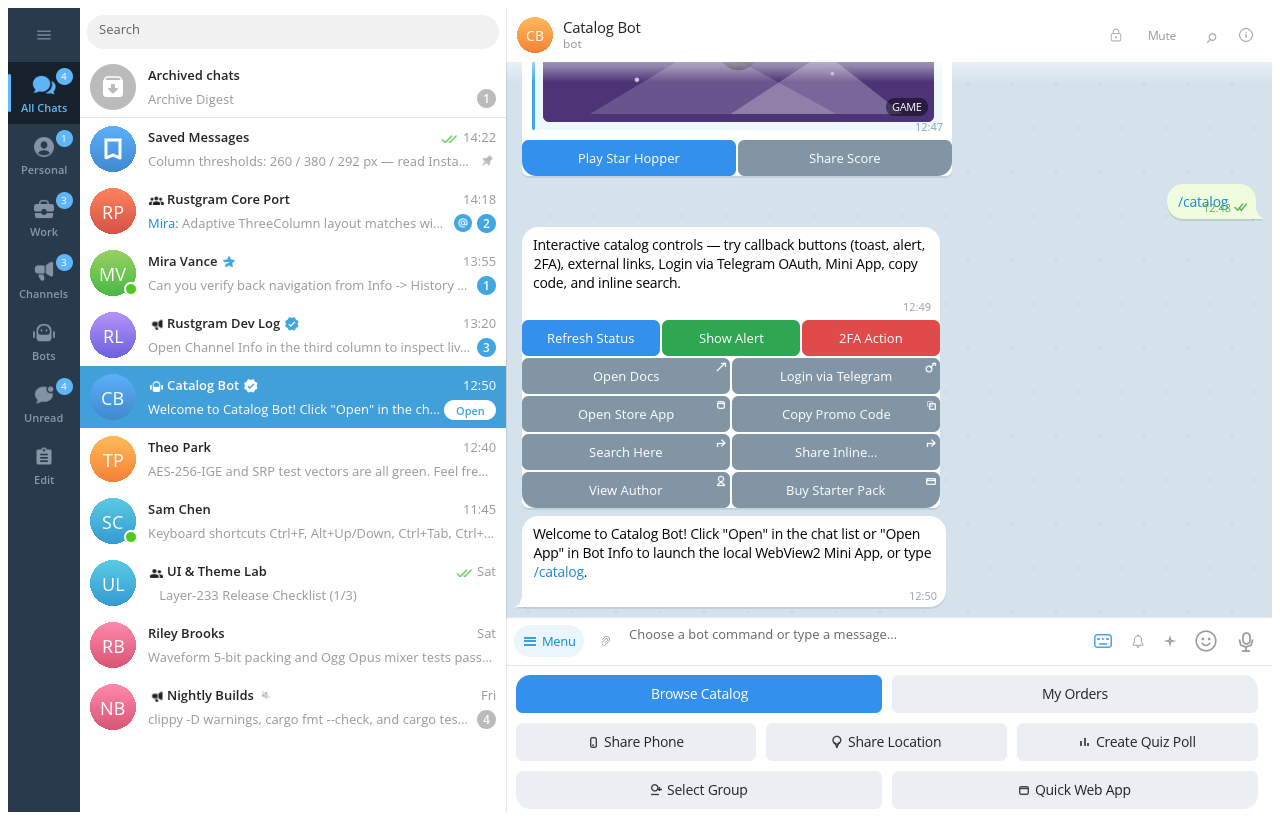 Search
4
All Chats
1
Personal
3
Work
3
Channels
Bots
4
Unread
Edit
Archived chats
Archive Digest
1
Saved Messages
14:22
Column thresholds: 260 / 380 / 292 px — read Insta...
RP
Rustgram Core Port
14:18
Mira: Adaptive ThreeColumn layout matches wi...
@
2
MV
Mira Vance
13:55
Can you verify back navigation from Info -> History ...
1
RL
Rustgram Dev Log
13:20
Open Channel Info in the third column to inspect liv...
3
CB
Catalog Bot
12:50
Welcome to Catalog Bot! Click "Open" in the ch...
Open
TP
Theo Park
12:40
AES-256-IGE and SRP test vectors are all green. Feel fre...
SC
Sam Chen
11:45
Keyboard shortcuts Ctrl+F, Alt+Up/Down, Ctrl+Tab, Ctrl+...
UL
UI & Theme Lab
Sat
Layer-233 Release Checklist (1/3)
RB
Riley Brooks
Sat
Waveform 5-bit packing and Ogg Opus mixer tests pass...
NB
Nightly Builds
Fri
clippy -D warnings, cargo fmt --check, and cargo tes...
4
CB
Catalog Bot
bot
Mute
GAME
12:47
Play Star Hopper
Share Score
/catalog
12:48
Interactive catalog controls — try callback buttons (toast, alert,
2FA), external links, Login via Telegram OAuth, Mini App, copy
code, and inline search.
12:49
Refresh Status
Show Alert
2FA Action
Open Docs
Login via Telegram
Open Store App
Copy Promo Code
Search Here
Share Inline...
View Author
Buy Starter Pack
Welcome to Catalog Bot! Click "Open" in the chat list or "Open
App" in Bot Info to launch the local WebView2 Mini App, or type
/catalog.
12:50
Menu
Choose a bot command or type a message...
Browse Catalog
My Orders
Share Phone
Share Location
Create Quiz Poll
Select Group
Quick Web App